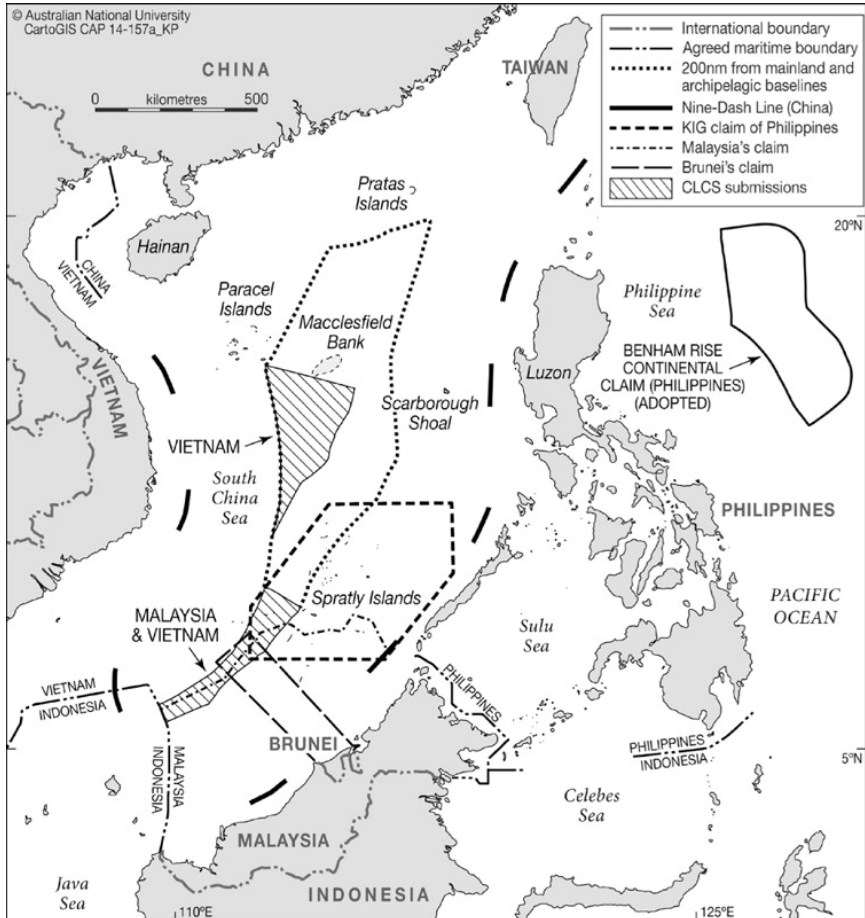 © Australian National University
CartoGIS CAP 14-157a_KP
CHINA
TAIWAN
0 kilometres 500
International boundary
Agreed maritime boundary
200nm from mainland and
archipelagic baselines
Nine-Dash Line (China)
KIG claim of Philippines
Malaysia's claim
Brunei's claim
CLCS submissions
Pratas
Islands
20ºN
Hainan
CHINA
VIETNAM
Paracel
Islands
Macclesfield
Bank
Philippine
Sea
Luzon
BENHAM RISE
CONTINENTAL
CLAIM (PHILIPPINES)
(ADOPTED)
VIETNAM
Scarborough
Shoal
VIETNAM
South
China
Sea
PHILIPPINES
Spratly Islands
MALAYSIA
& VIETNAM
Sulu
Sea
PACIFIC
OCEAN
VIETNAM
INDONESIA
PHILIPPINES
MALAYSIA
INDONESIA
BRUNEI
PHILIPPINES
INDONESIA
5ºN
Celebes
Sea
MALAYSIA
Java
Sea
INDONESIA
110ºE
125ºE